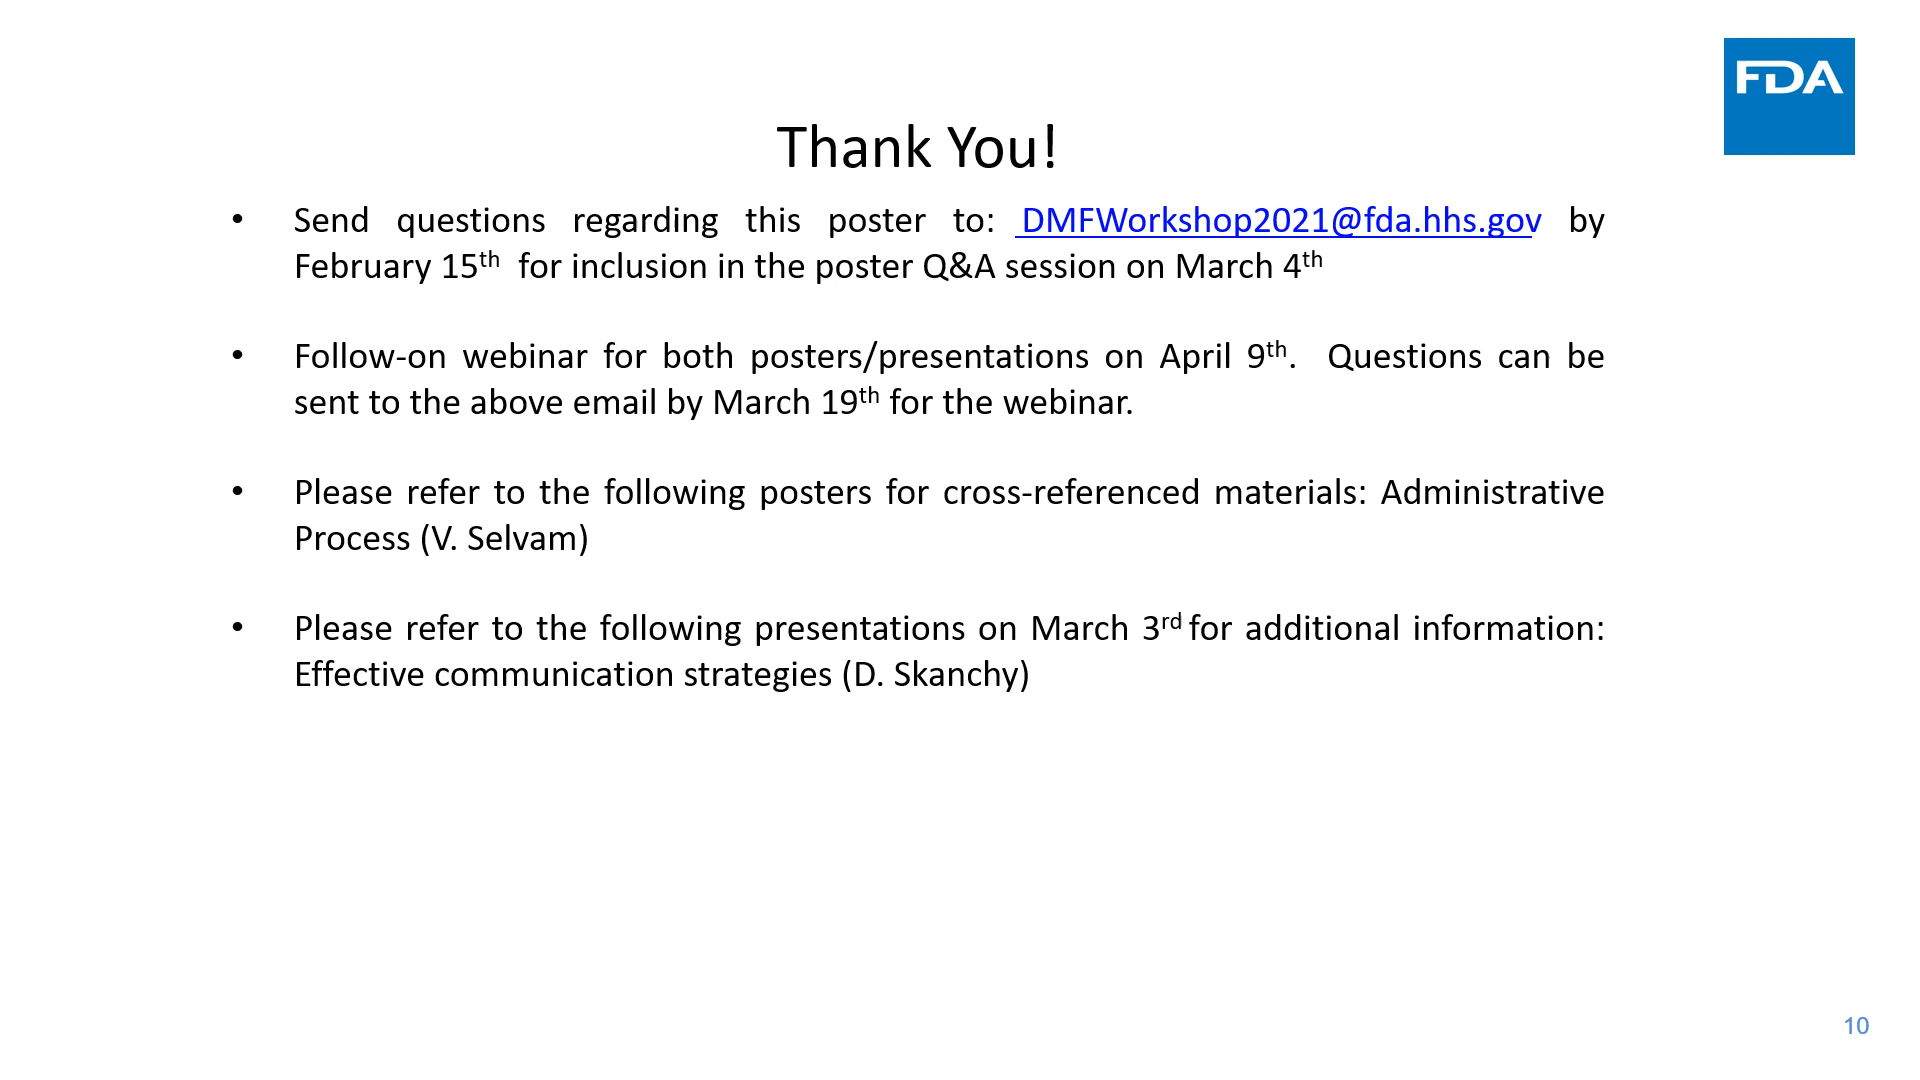 FDA
Thank You!
• Send questions regarding this poster to: DMFWorkshop2021@fda.hhs.gov by
February 15th for inclusion in the poster Q&A session on March 4th
• Follow-on webinar for both posters/presentations on April 9th. Questions can be
sent to the above email by March 19th for the webinar.
• Please refer to the following posters for cross-referenced materials: Administrative
Process (V. Selvam)
• Please refer to the following presentations on March 3rd for additional information:
Effective communication strategies (D. Skanchy)
10